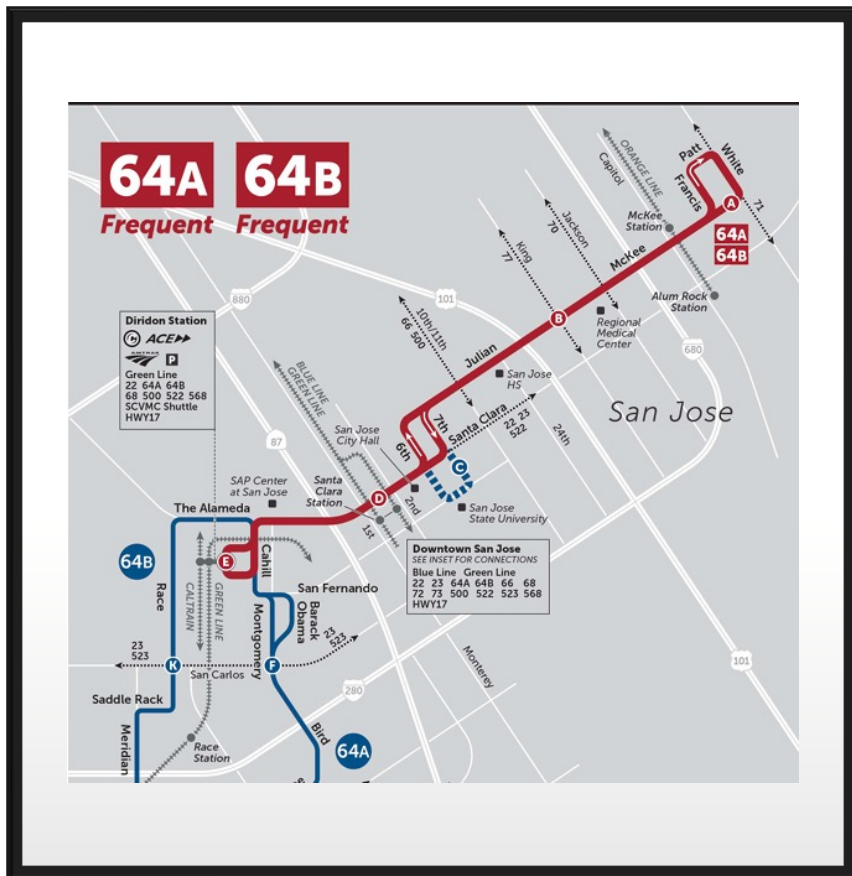 64A
Frequent
64B
Frequent
Patt
White
Francis
A
71
64A
64B
ORANGE LINE
Capitol
McKee
Station
McKee
Alum Rock
Station
Jackson
70
King
77
B
Regional
Medical
Center
680
880
101
10th/11th
66 500
Julian
San Jose
HS
San Jose
Diridon Station
ACE
AMTRAK
P
Green Line
22 64A 64B
68 500 522 568
SCVMC Shuttle
HWY17
BLUE LINE
GREEN LINE
87
San Jose
City Hall
6th
7th
Santa Clara
22 23
522
24th
C
SAP Center
at San Jose
Santa
Clara
Station
D
2nd
1st
San Jose
State University
The Alameda
64B
Race
CALTRAIN
GREEN LINE
E
Cahill
Downtown San Jose
SEE INSET FOR CONNECTIONS
Blue Line Green Line
22 23 64A 64B 66 68
72 73 500 522 523 568
HWY17
San Fernando
Barack
Obama
Montgomery
23
523
23
523
K
San Carlos
F
Monterey
101
280
Saddle Rack
Meridian
Race
Station
Bird
64A